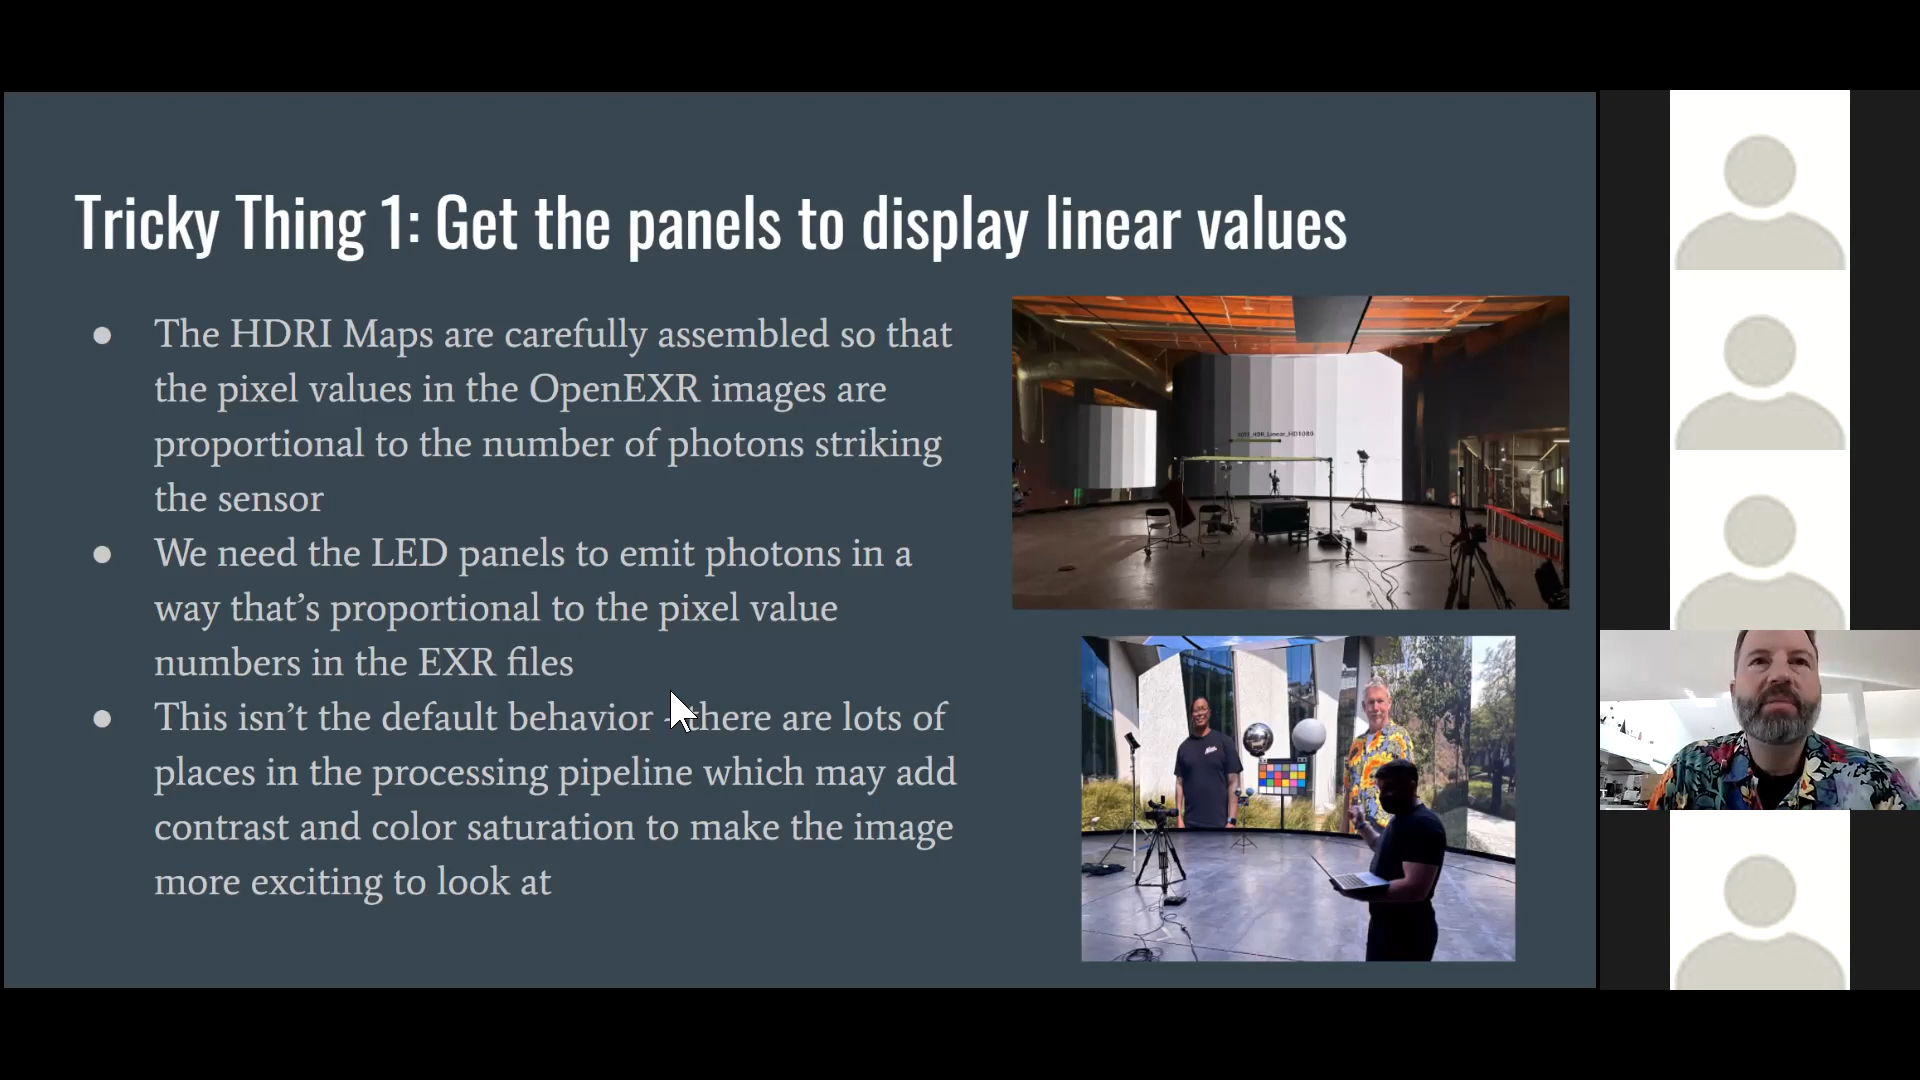 Tricky Thing 1: Get the panels to display linear values
● The HDRI Maps are carefully assembled so that
the pixel values in the OpenEXR images are
proportional to the number of photons striking
the sensor
● We need the LED panels to emit photons in a
way that’s proportional to the pixel value
numbers in the EXR files
● This isn’t the default behavior - there are lots of
places in the processing pipeline which may add
contrast and color saturation to make the image
more exciting to look at